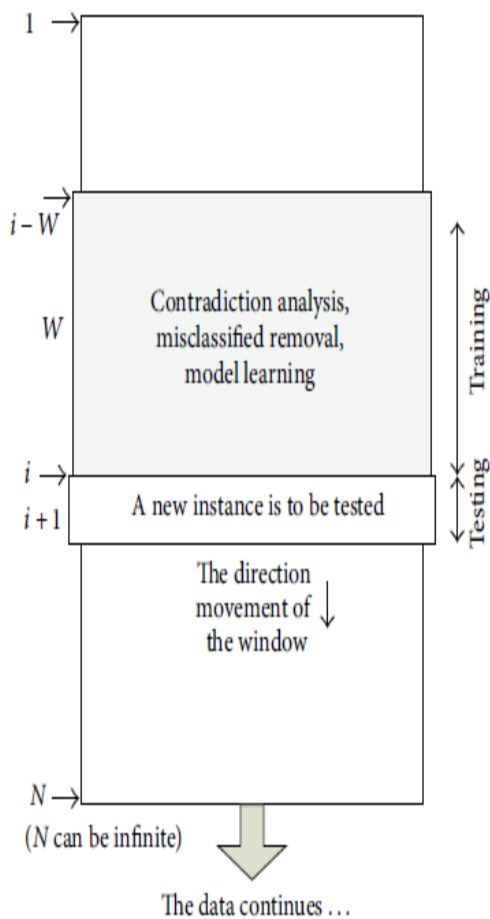 1
i – W
W
Contradiction analysis,
misclassified removal,
model learning
Training
i
i + 1
A new instance is to be tested
Testing
The direction
movement of
the window
N
(N can be infinite)
The data continues …